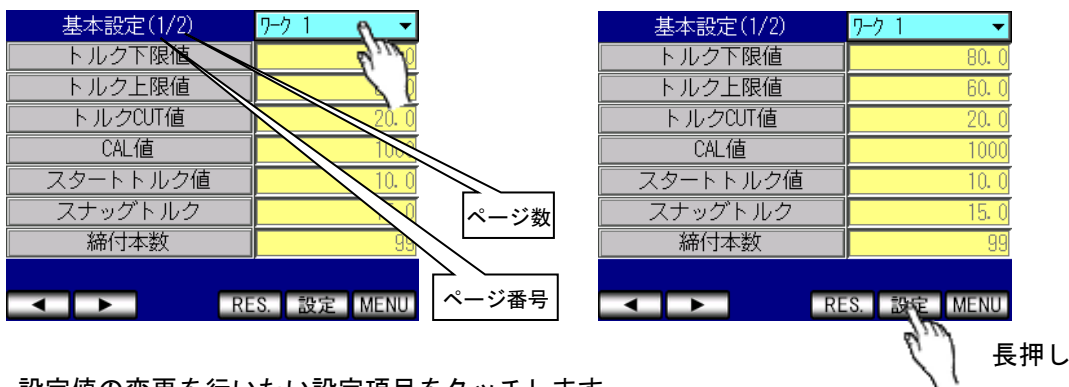 基本設定(1/2)
ワーク 1 ▼
トルク下限値
0
トルク上限値
トルクCUT値
20.0
CAL値
1000
スタートトルク値
10.0
スナッグトルク
締付本数
99
◀ ▶ RES. 設定 MENU
ページ数
ページ番号
基本設定(1/2)
ワーク 1 ▼
トルク下限値
80.0
トルク上限値
60.0
トルクCUT値
20.0
CAL値
1000
スタートトルク値
10.0
スナッグトルク
15.0
締付本数
99
◀ ▶ RES. 設定 MENU
長押し
設定値の変更を行いたい設定項目をタッチします